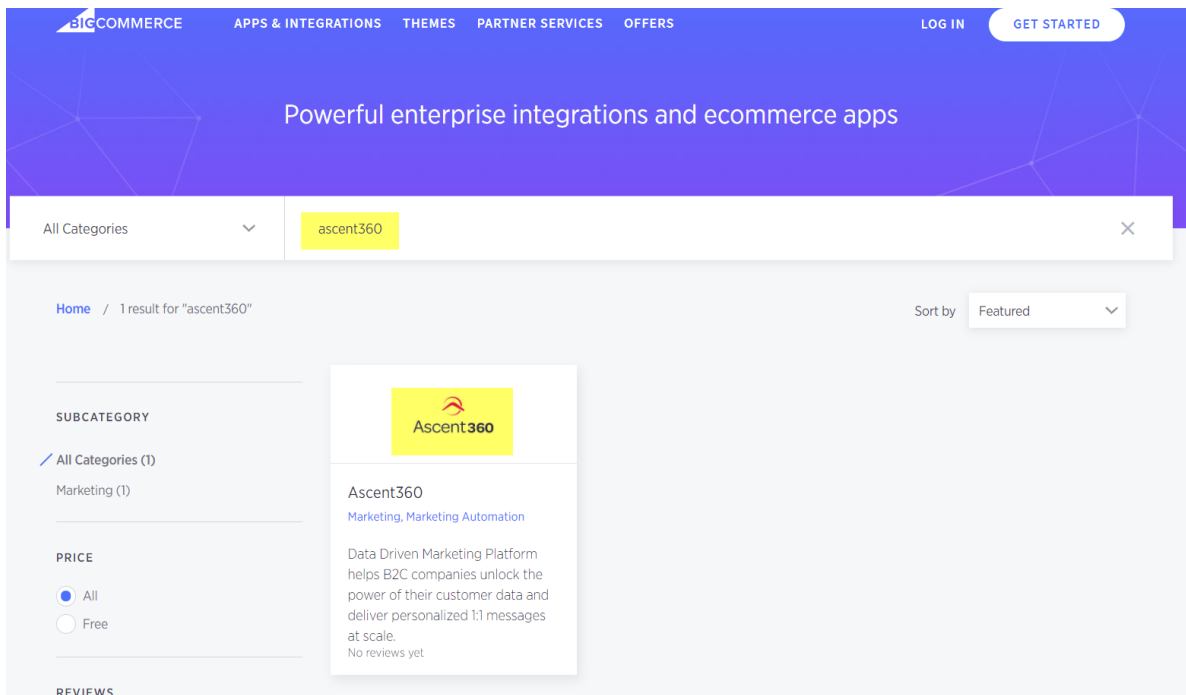 BIGCOMMERCE APPS & INTEGRATIONS THEMES PARTNER SERVICES OFFERS LOG IN GET STARTED
Powerful enterprise integrations and ecommerce apps
All Categories ascent360
Home / 1 result for "ascent360" Sort by Featured
SUBCATEGORY
All Categories (1)
Marketing (1)
PRICE
All
Free
REVIEWS
Ascent360
Ascent360
Marketing, Marketing Automation
Data Driven Marketing Platform
helps B2C companies unlock the
power of their customer data and
deliver personalized 1:1 messages
at scale.
No reviews yet